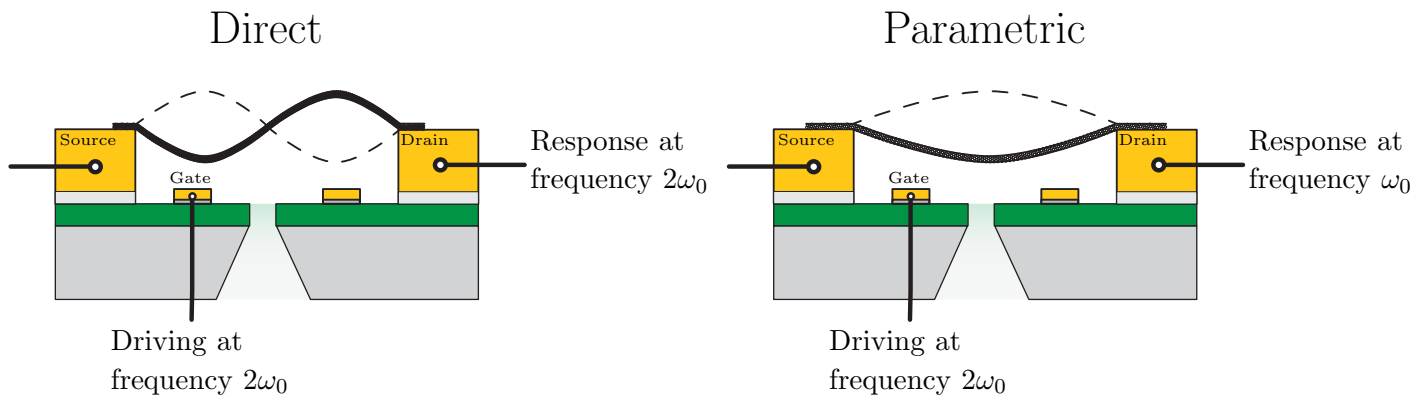 Direct
Source
Drain
Gate
Response at
frequency 2ω₀
Driving at
frequency 2ω₀
Parametric
Source
Drain
Gate
Response at
frequency ω₀
Driving at
frequency 2ω₀